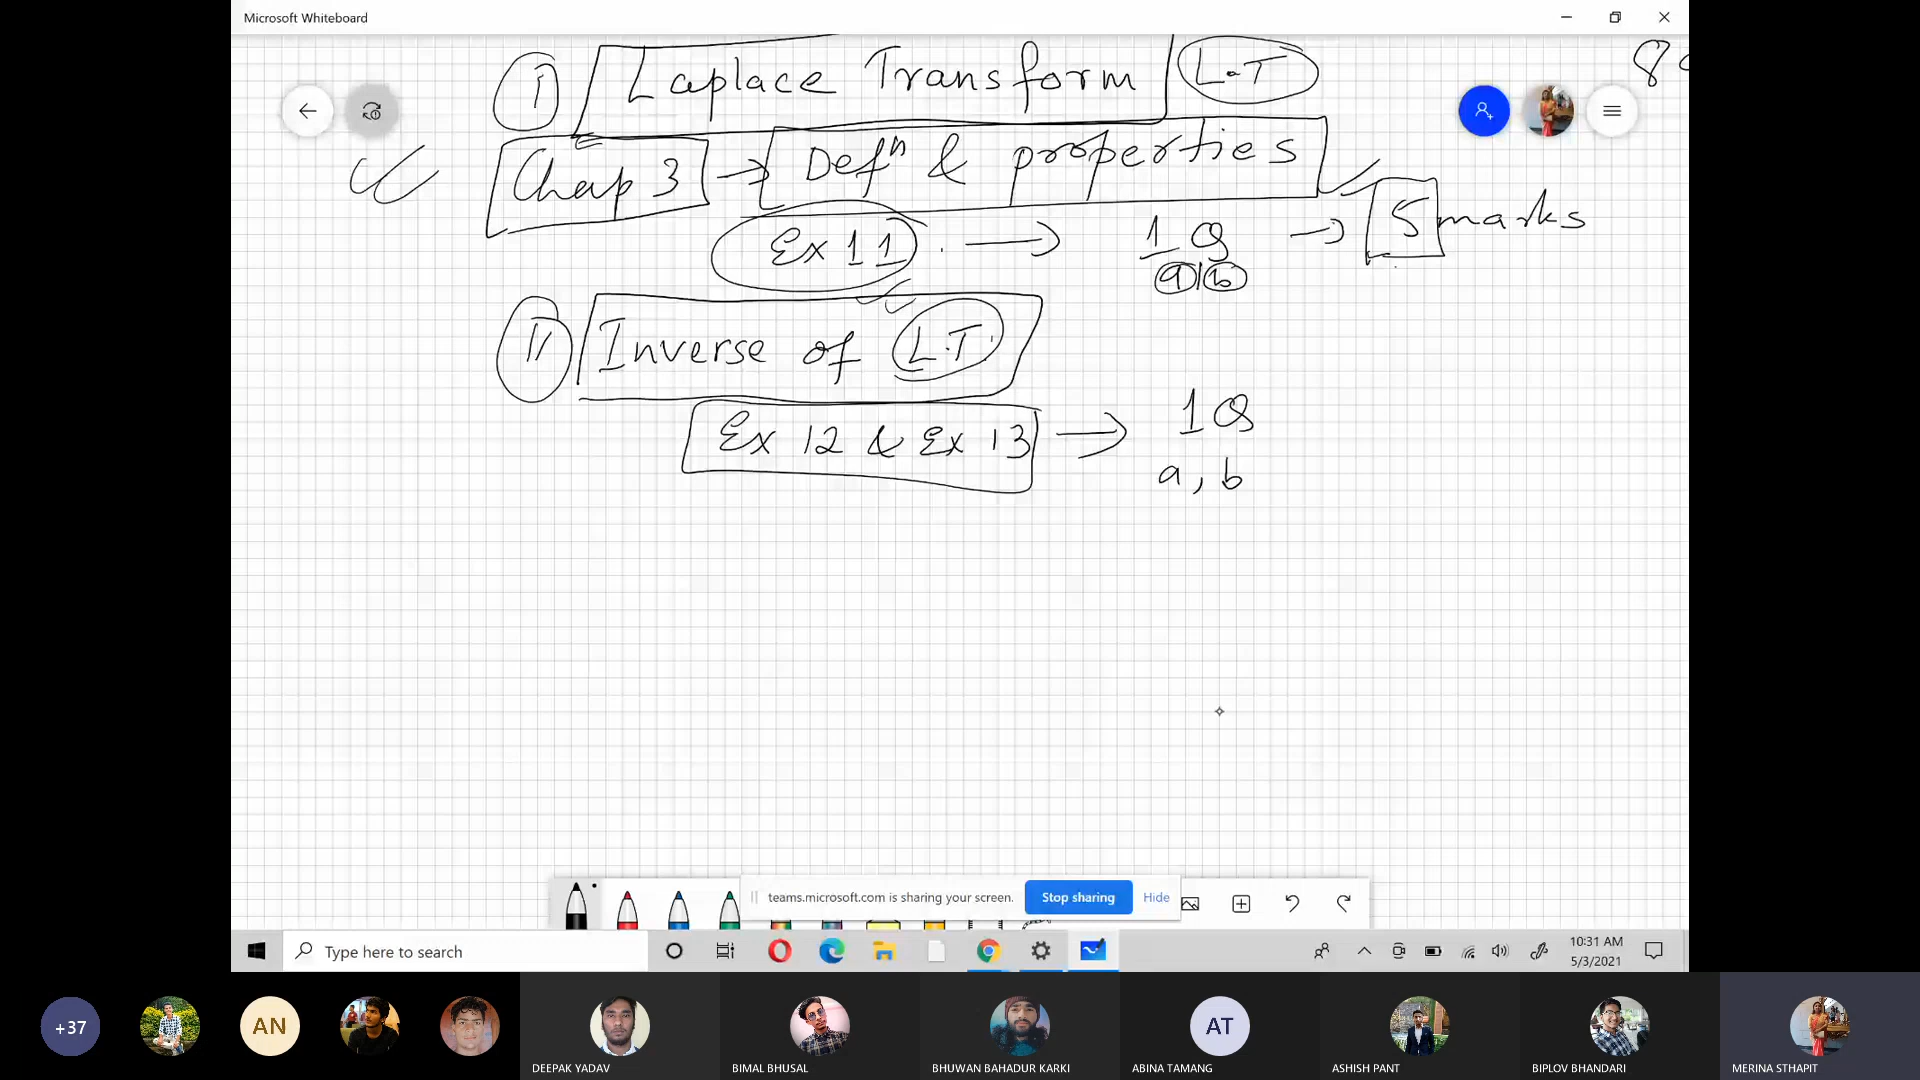 Microsoft Whiteboard
I Laplace Transform L.T
Chap 3 → Defⁿ & properties
Ex 11 → 1 Q → 5 marks
a b
II Inverse of L.T.
Ex 12 & Ex 13 → 1 Q
a, b
teams.microsoft.com is sharing your screen. Stop sharing Hide
Type here to search
10:31 AM
5/3/2021
+37 AN AT
DEEPAK YADAV BIMAL BHUSAL BHUWAN BAHADUR KARKI ABINA TAMANG ASHISH PANT BIPLOV BHANDARI MERINA STHAPIT